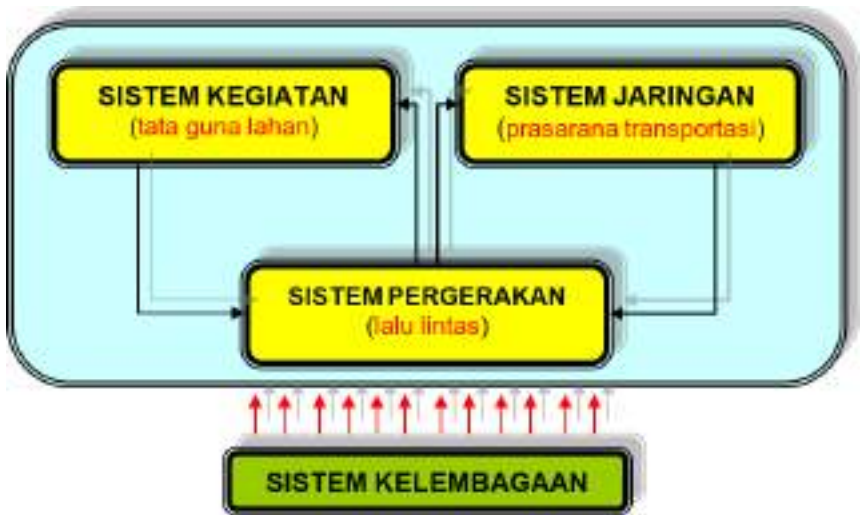 SISTEM KEGIATAN
(tata guna lahan)
SISTEM JARINGAN
(prasarana transportasi)
SISTEM PERGERAKAN
(lalu lintas)
SISTEM KELEMBAGAAN